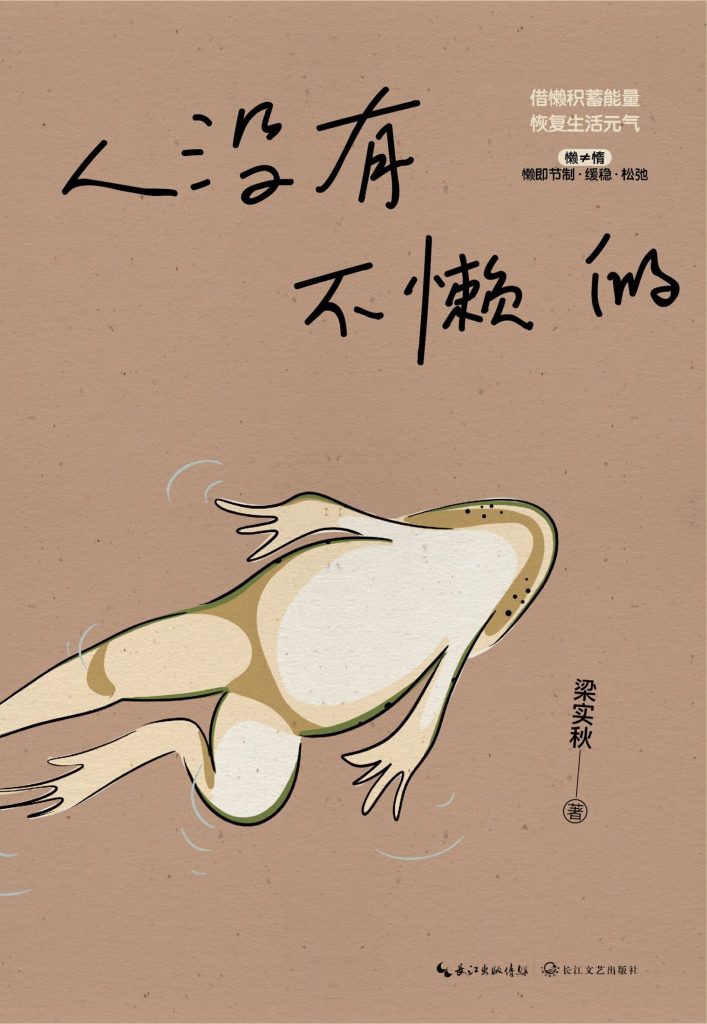 人没有
不懒的
借懒积蓄能量
恢复生活元气
懒≠惰
懒即节制·缓稳·松弛
梁实秋
著
长江出版传媒
长江文艺出版社